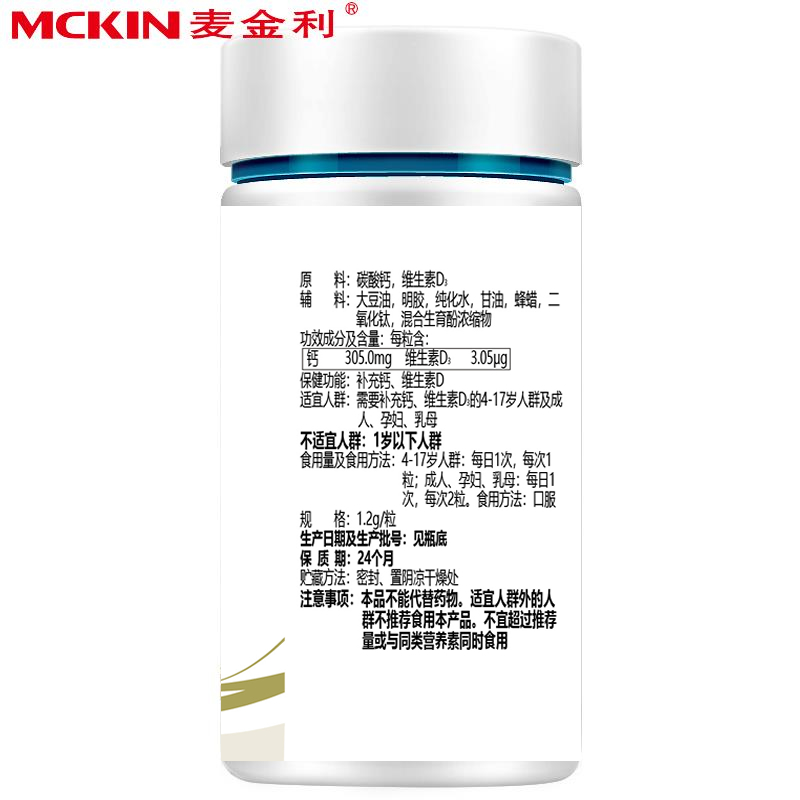 MCKIN麦金利®
原 料：碳酸钙，维生素D₃
辅 料：大豆油，明胶，纯化水，甘油，蜂蜡，二
氧化钛，混合生育酚浓缩物
功效成分及含量：每粒含：
钙 305.0mg 维生素D₃ 3.05μg
保健功能：补充钙、维生素D
适宜人群：需要补充钙、维生素D₃的4-17岁人群及成
人、孕妇、乳母
不适宜人群：1岁以下人群
食用量及食用方法：4-17岁人群：每日1次，每次1
粒；成人、孕妇、乳母：每日1
次，每次2粒。食用方法：口服
规 格：1.2g/粒
生产日期及生产批号：见瓶底
保 质 期：24个月
贮藏方法：密封、置阴凉干燥处
注意事项：本品不能代替药物。适宜人群外的人
群不推荐食用本产品。不宜超过推荐
量或与同类营养素同时食用